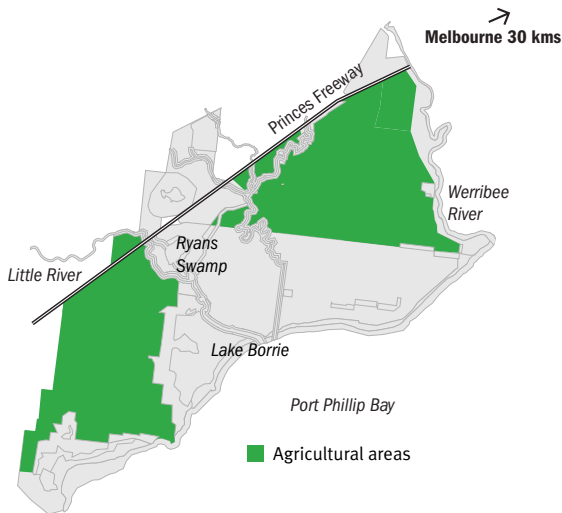 Melbourne 30 kms
Princes Freeway
Werribee
River
Ryans
Swamp
Little River
Lake Borrie
Port Phillip Bay
Agricultural areas